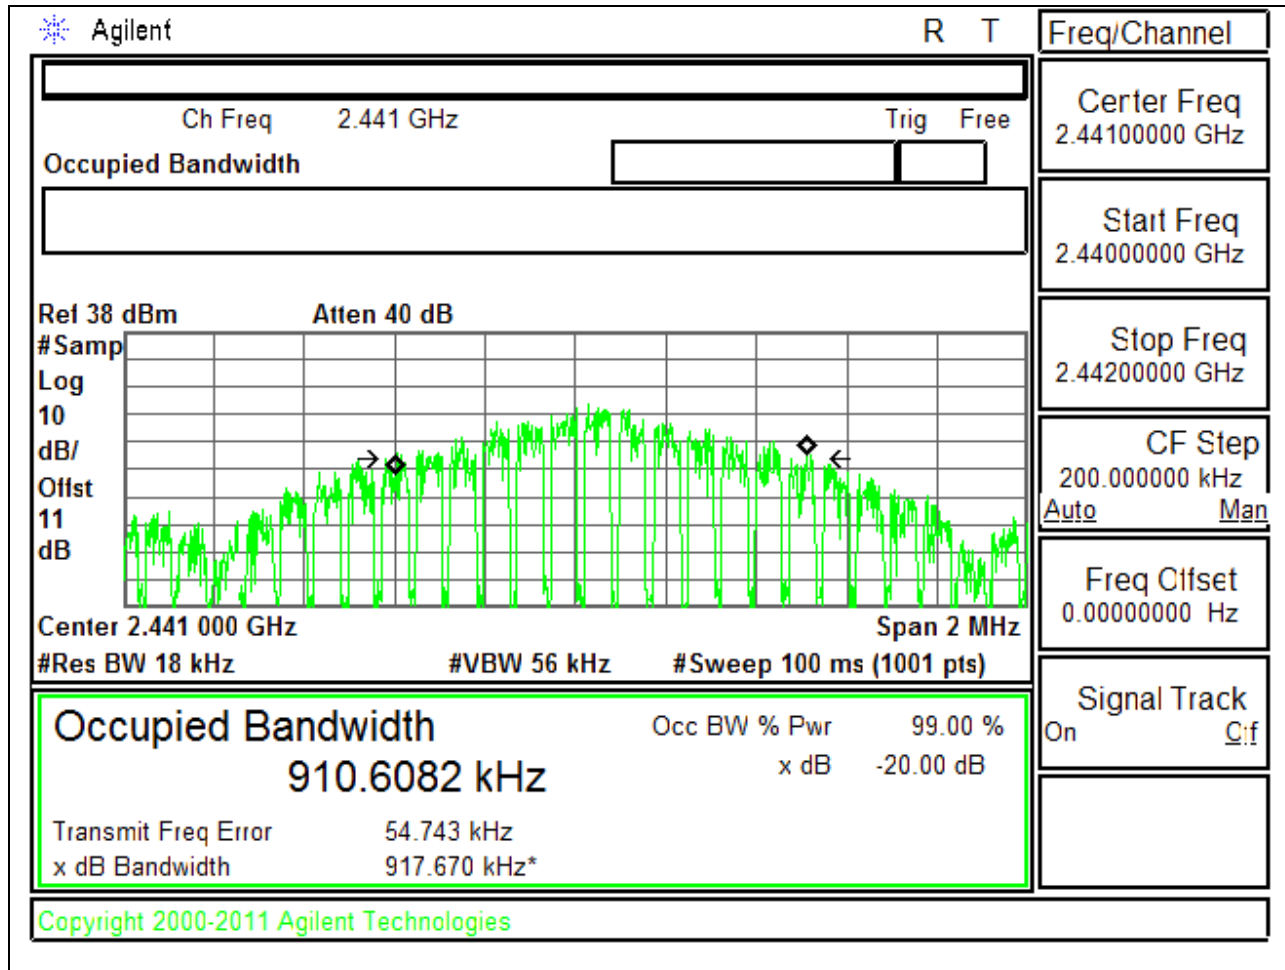 Agilent R T Freq/Channel
Ch Freq 2.441 GHz Trig Free
Occupied Bandwidth
Center Freq
2.44100000 GHz
Start Freq
2.44000000 GHz
Stop Freq
2.44200000 GHz
CF Step
200.000000 kHz
Auto Man
Freq Offset
0.00000000 Hz
Signal Track
On Off
Ref 38 dBm Atten 40 dB
#Samp
Log
10
dB/
Offst
11
dB
Center 2.441 000 GHz Span 2 MHz
#Res BW 18 kHz #VBW 56 kHz #Sweep 100 ms (1001 pts)
Occupied Bandwidth Occ BW % Pwr 99.00 %
910.6082 kHz x dB -20.00 dB
Transmit Freq Error 54.743 kHz
x dB Bandwidth 917.670 kHz*
Copyright 2000-2011 Agilent Technologies